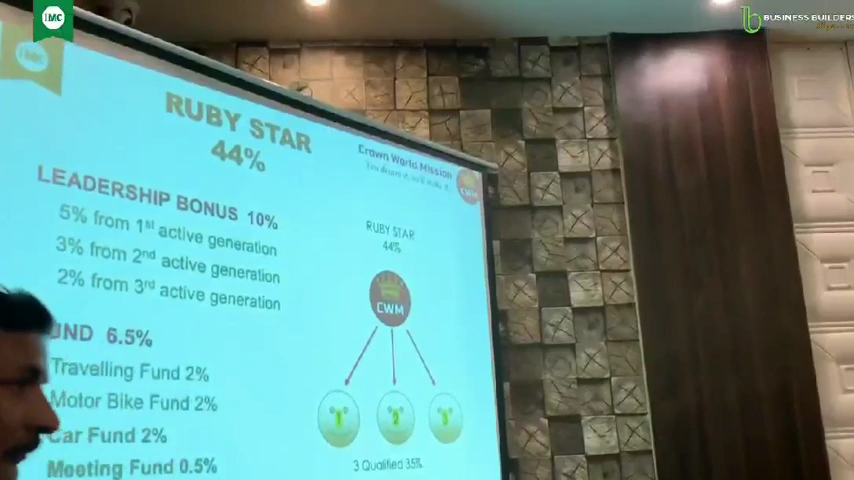 IMC
BUSINESS BUILDERS
IMC
RUBY STAR
44%
Crown World Mission
CWM
LEADERSHIP BONUS 10%
5% from 1st active generation
3% from 2nd active generation
2% from 3rd active generation
RUBY STAR
44%
CWM
UND 6.5%
Travelling Fund 2%
Motor Bike Fund 2%
Car Fund 2%
Meeting Fund 0.5%
1
2
3
3 Qualified 35%